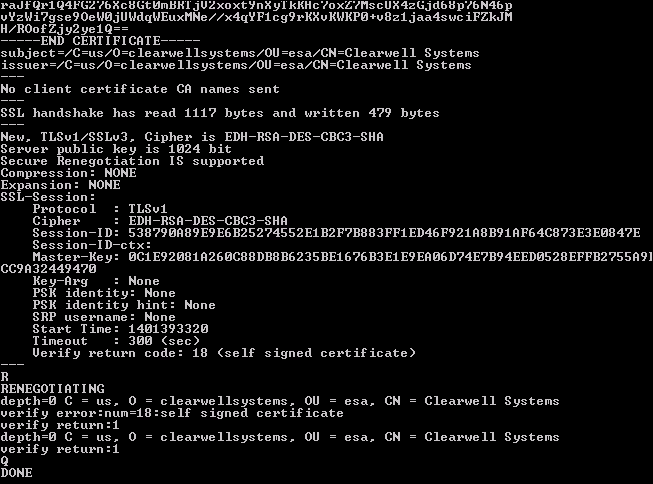 raJFQr1Q4FG276Xc8Gt0mBRTjV2xoxt9nXyTkKHc7oxZ7MscUX4zGjd68p76N46p
vYzWi7gse9OeW0jUWdqWEuxMNe//x4qYF1cg9rKXvKWKP0+v8z1jaa4swciFZkJM
H/ROofZjy2ye1Q==
-----END CERTIFICATE-----
subject=/C=us/O=clearwellsystems/OU=esa/CN=Clearwell Systems
issuer=/C=us/O=clearwellsystems/OU=esa/CN=Clearwell Systems
---
No client certificate CA names sent
---
SSL handshake has read 1117 bytes and written 479 bytes
---
New, TLSv1/SSLv3, Cipher is EDH-RSA-DES-CBC3-SHA
Server public key is 1024 bit
Secure Renegotiation IS supported
Compression: NONE
Expansion: NONE
SSL-Session:
    Protocol  : TLSv1
    Cipher    : EDH-RSA-DES-CBC3-SHA
    Session-ID: 538790A89E9E6B25274552E1B2F7B883FF1ED46F921A8B91AF64C873E3E0847E
    Session-ID-ctx:
    Master-Key: 0C1E92081A260C88DB8B6235BE1676B3E1E9EA06D74E7B94EED0528EFFB2755A9
CC9A32449470
    Key-Arg   : None
    PSK identity: None
    PSK identity hint: None
    SRP username: None
    Start Time: 1401393320
    Timeout   : 300 (sec)
    Verify return code: 18 (self signed certificate)
---
R
RENEGOTIATING
depth=0 C = us, O = clearwellsystems, OU = esa, CN = Clearwell Systems
verify error:num=18:self signed certificate
verify return:1
depth=0 C = us, O = clearwellsystems, OU = esa, CN = Clearwell Systems
verify return:1
Q
DONE